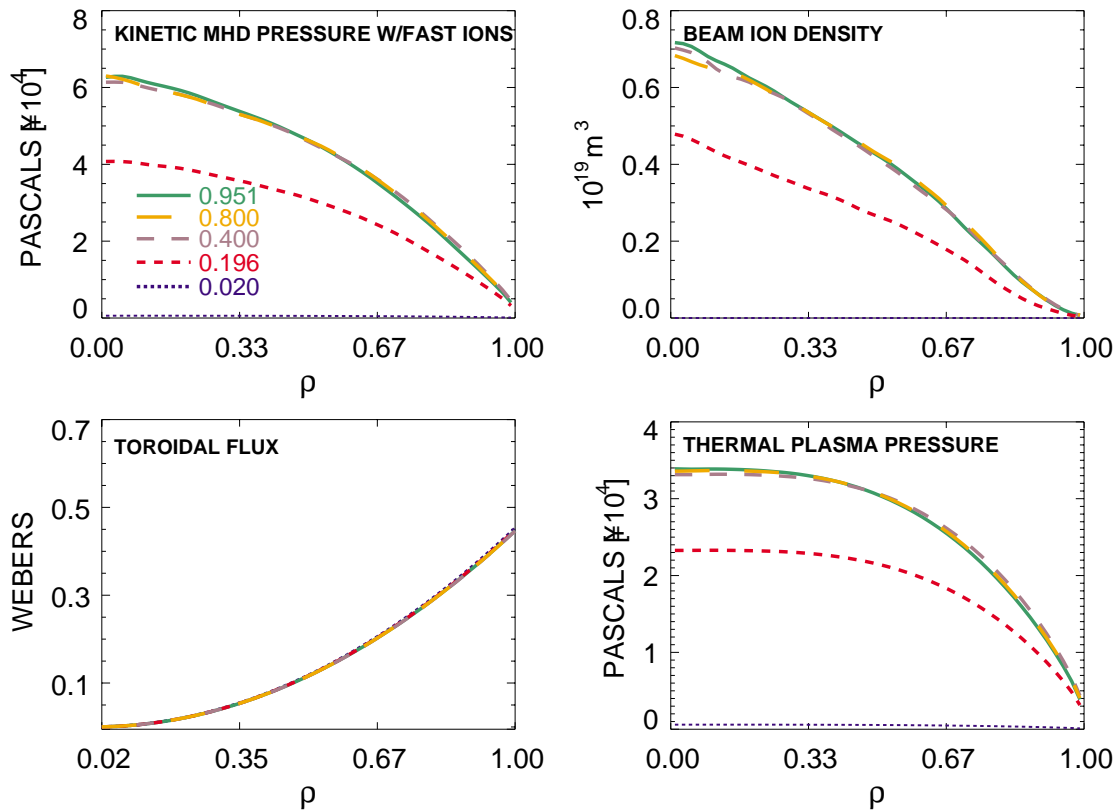 KINETIC MHD PRESSURE W/FAST IONS
PASCALS [¥10⁴]
8
6
4
2
0
0.951
0.800
0.400
0.196
0.020
0.00 0.33 0.67 1.00
ρ
BEAM ION DENSITY
10¹⁹ m³
0.8
0.6
0.4
0.2
0.0
0.00 0.33 0.67 1.00
ρ
TOROIDAL FLUX
WEBERS
0.7
0.5
0.3
0.1
0.02 0.35 0.67 1.00
ρ
THERMAL PLASMA PRESSURE
PASCALS [¥10⁴]
4
3
2
1
0
0.00 0.33 0.67 1.00
ρ